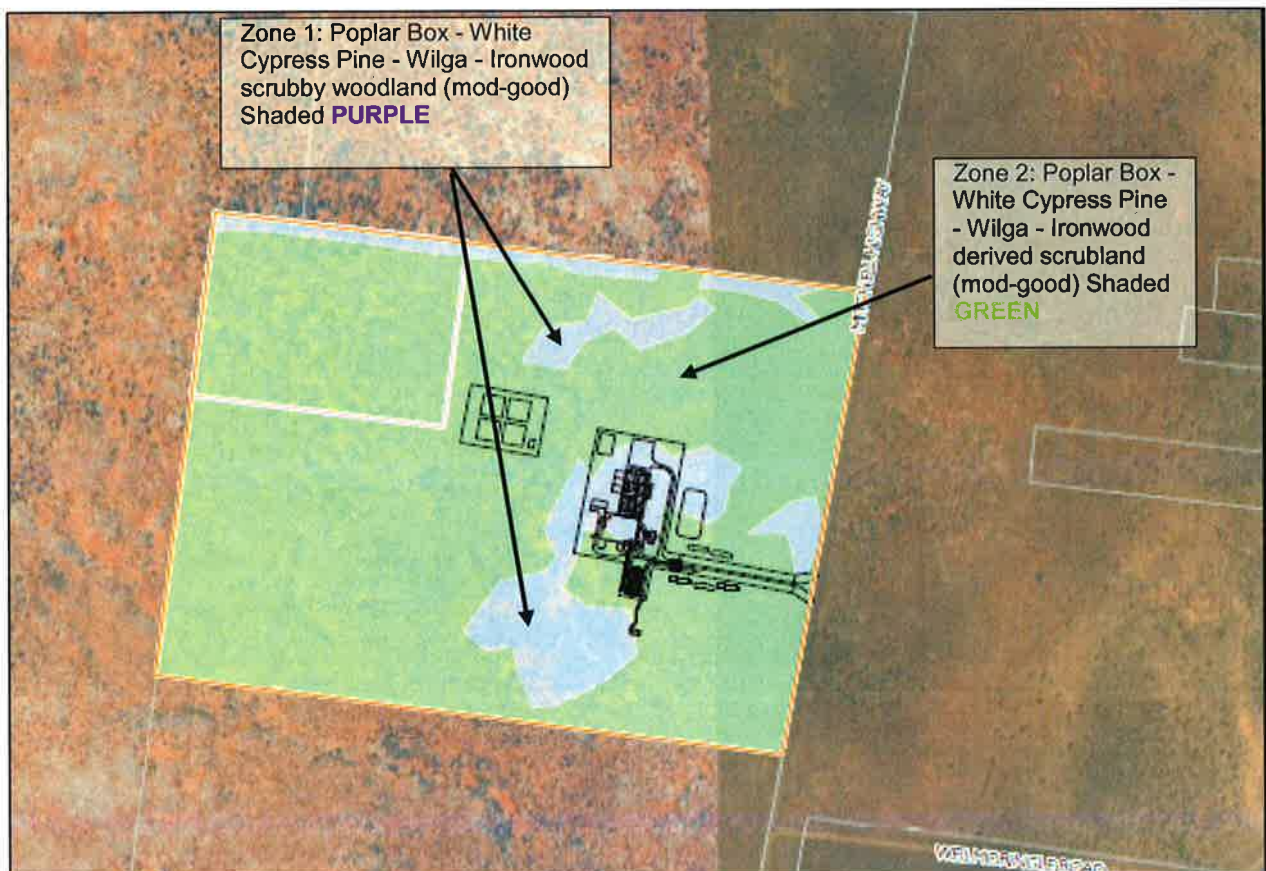 Zone 1: Poplar Box - White
Cypress Pine - Wilga - Ironwood
scrubby woodland (mod-good)
Shaded PURPLE
Zone 2: Poplar Box -
White Cypress Pine
- Wilga - Ironwood
derived scrubland
(mod-good) Shaded
GREEN